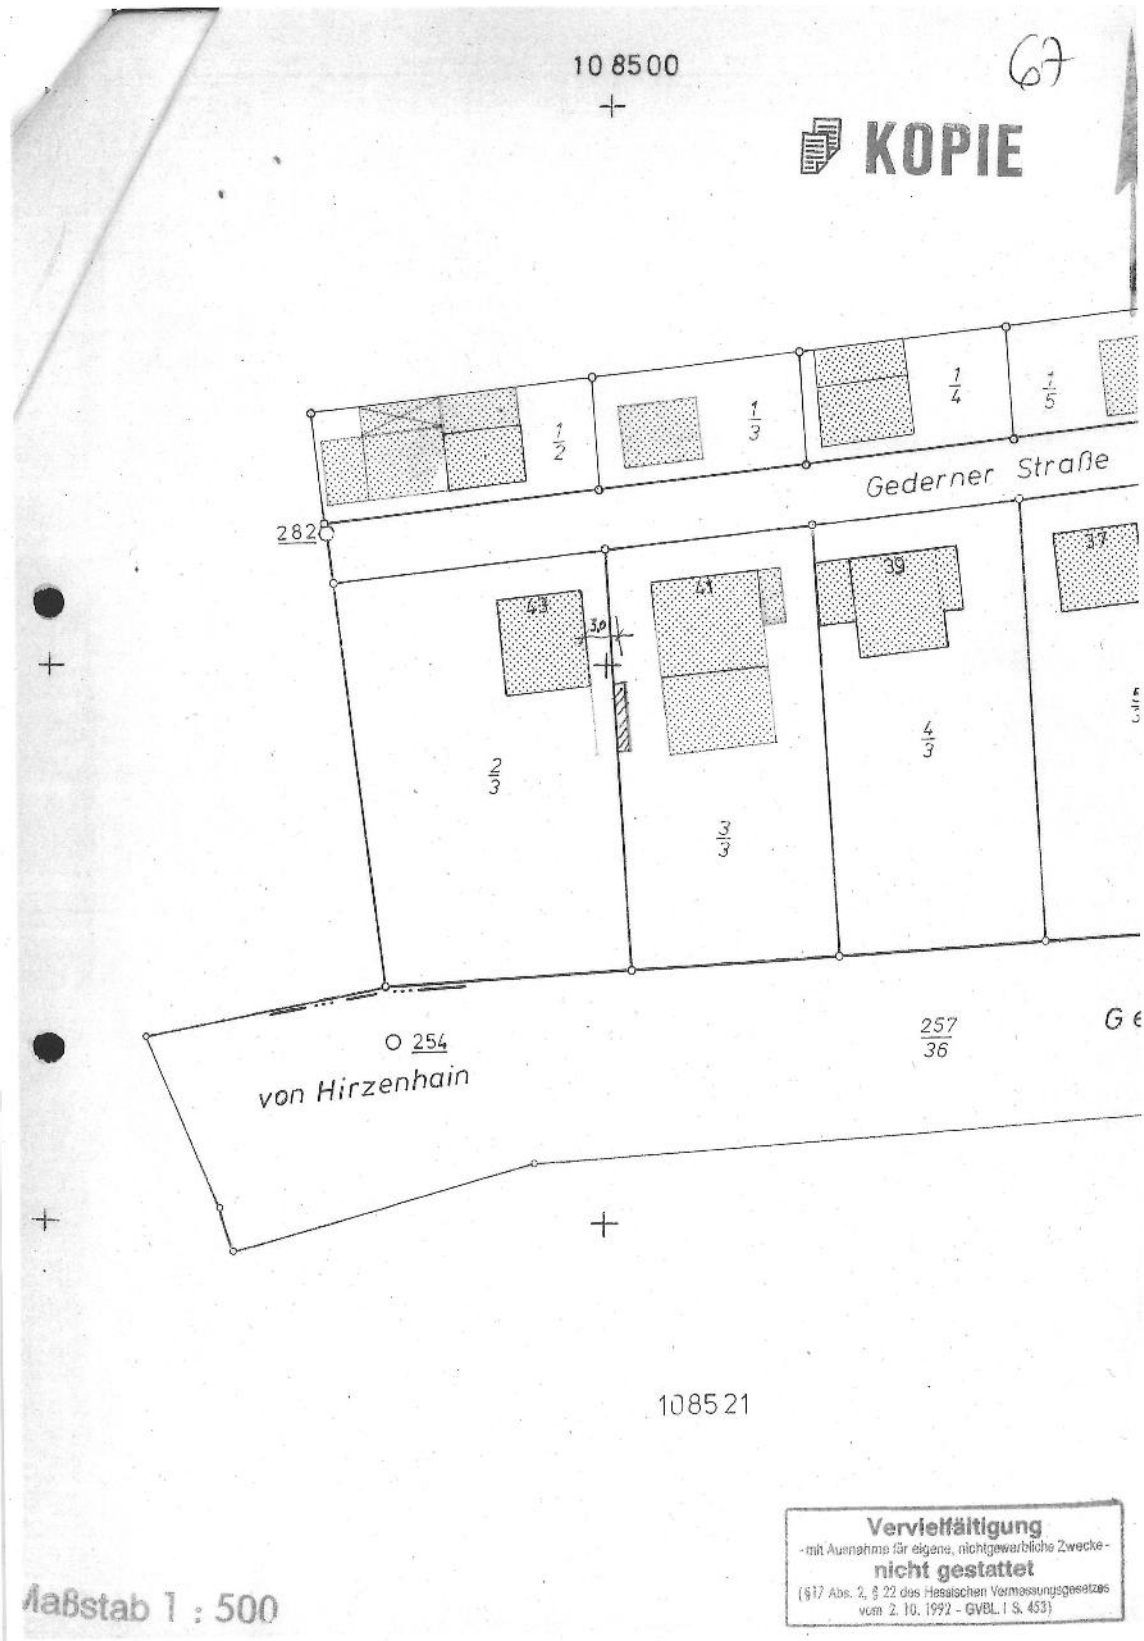 10 8500
67
KOPIE
1/2
1/3
1/4
1/5
Gederner Straße
282
43
3,0
41
39
37
2/3
3/3
4/3
254
von Hirzenhain
257/36
Ge
108521
Vervielfältigung
- mit Ausnahme für eigene, nichtgewerbliche Zwecke -
nicht gestattet
(§17 Abs. 2, § 22 des Hessischen Vermessungsgesetzes
vom 2. 10. 1992 - GVBL. I S. 453)
Maßstab 1 : 500